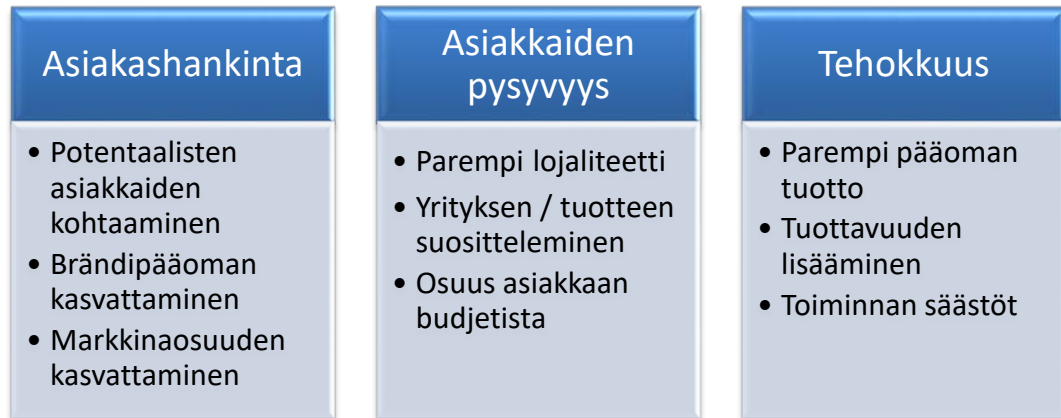 Asiakashankinta
• Potentaalisten
asiakkaiden
kohtaaminen
• Brändipääoman
kasvattaminen
• Markkinaosuuden
kasvattaminen
Asiakkaiden
pysyvyys
• Parempi lojaliteetti
• Yrityksen / tuotteen
suositteleminen
• Osuus asiakkaan
budjetista
Tehokkuus
• Parempi pääoman
tuotto
• Tuottavuuden
lisääminen
• Toiminnan säästöt